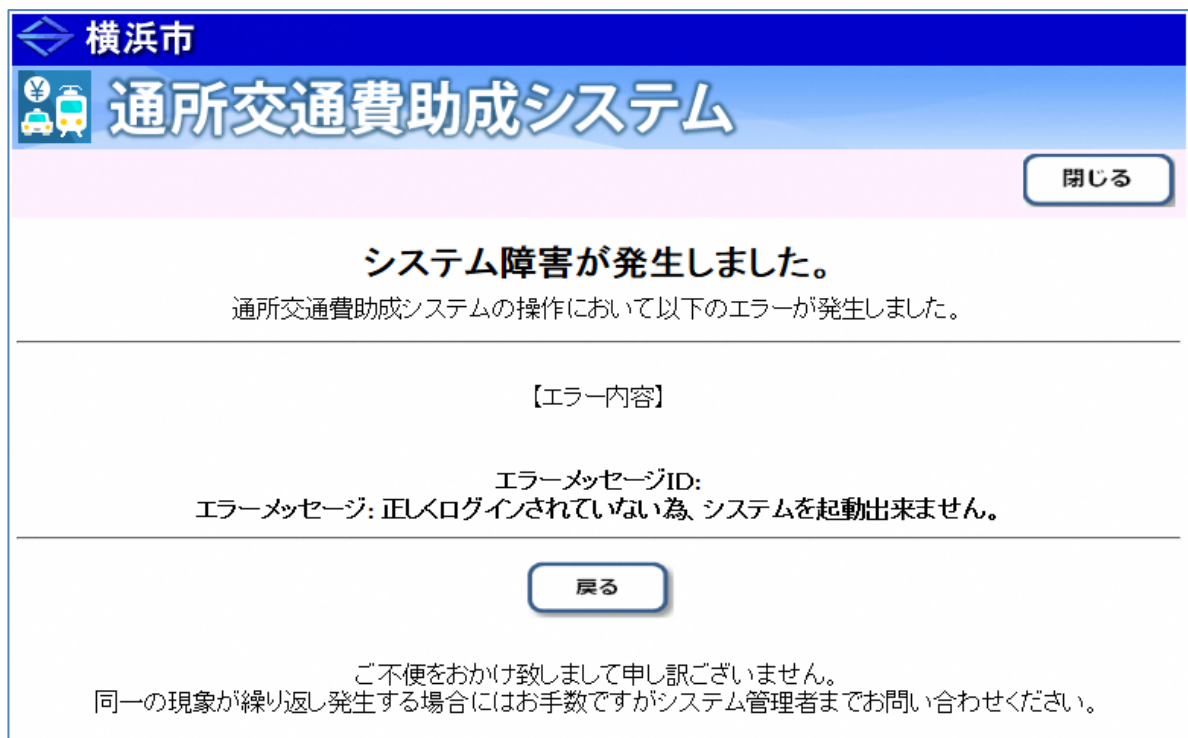 横浜市
通所交通費助成システム
閉じる
システム障害が発生しました。
通所交通費助成システムの操作において以下のエラーが発生しました。
【エラー内容】
エラーメッセージID:
エラーメッセージ: 正しくログインされていない為、システムを起動出来ません。
戻る
ご不便をおかけ致しまして申し訳ございません。
同一の現象が繰り返し発生する場合にはお手数ですがシステム管理者までお問い合わせください。